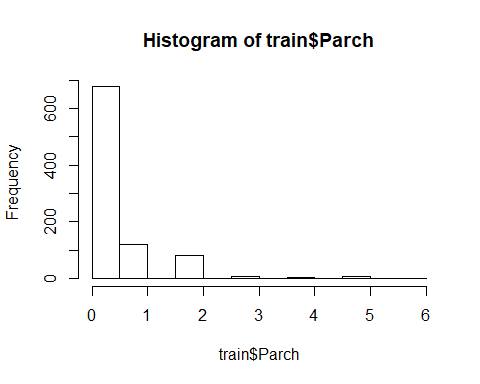 Histogram of train$Parch
Frequency
600
400
200
0
0 1 2 3 4 5 6
train$Parch